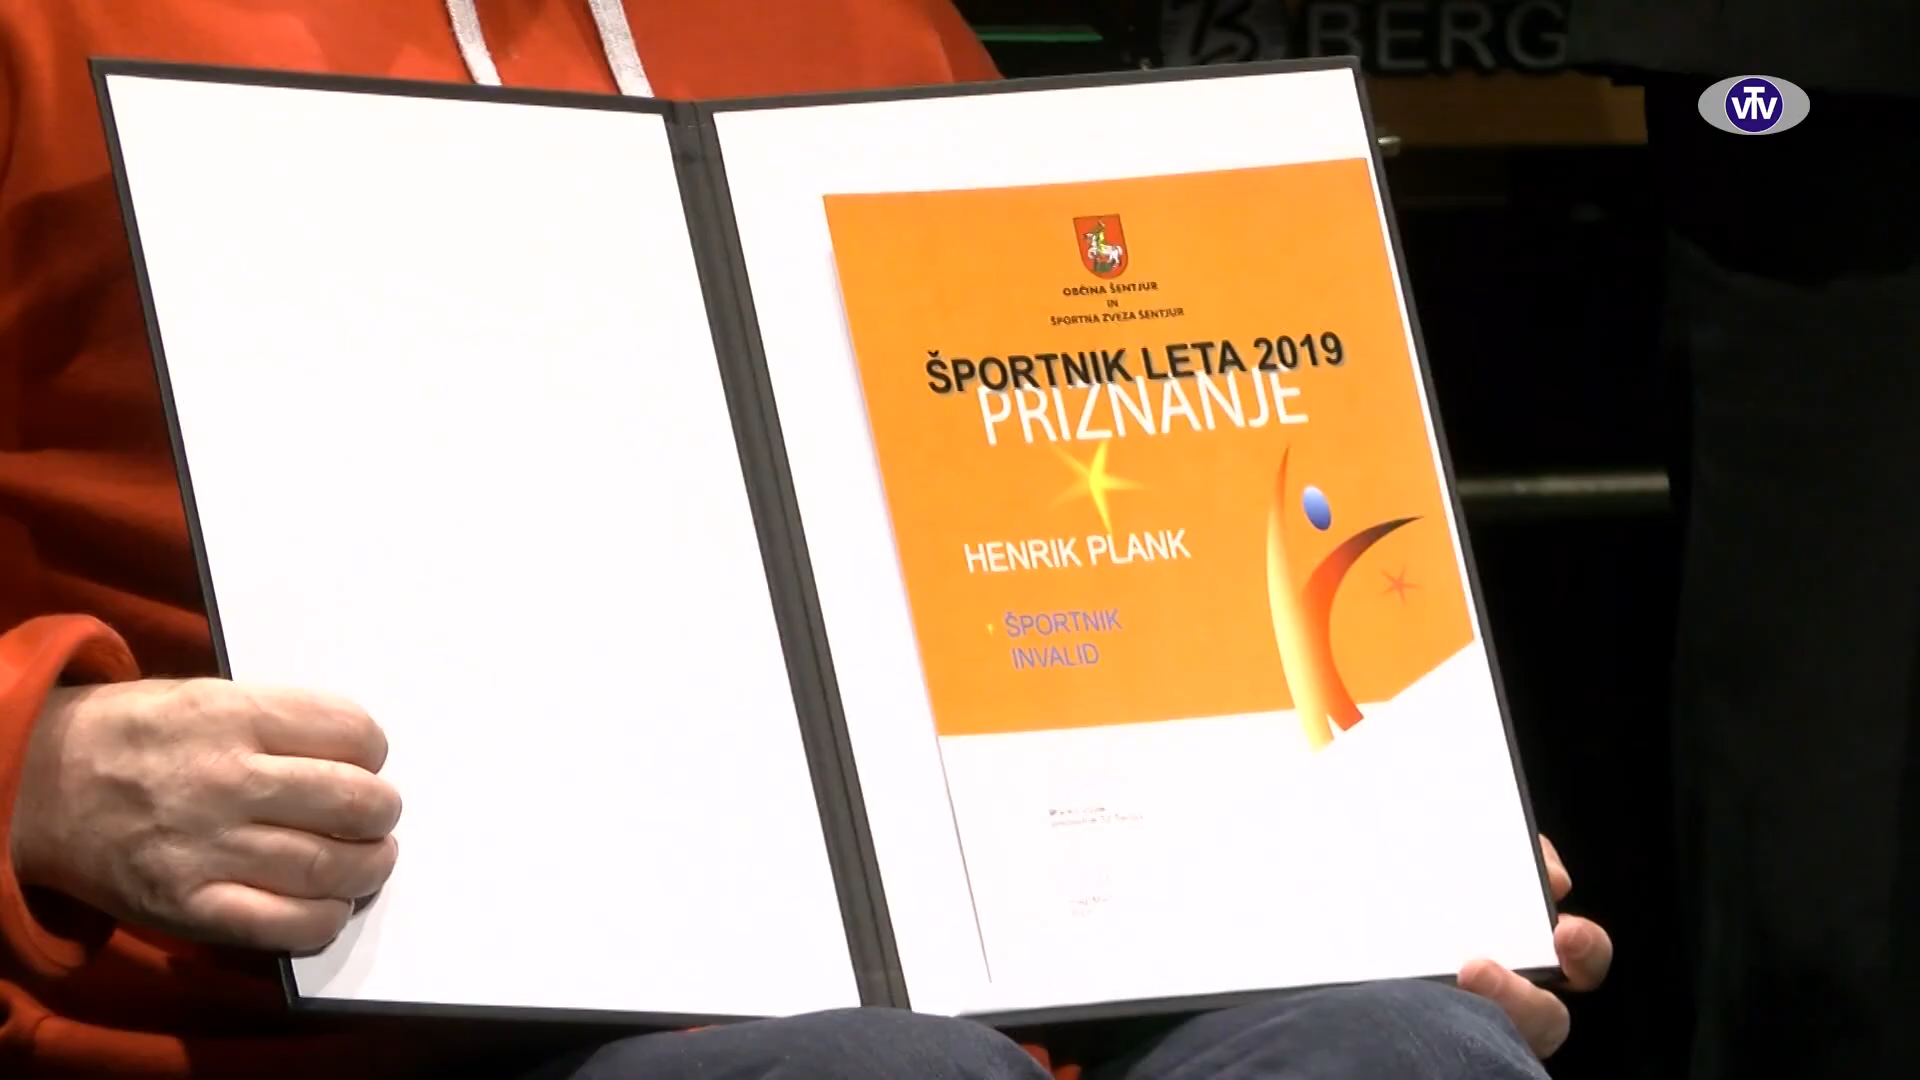 BERG
VTV
OBČINA ŠENTJUR
IN
ŠPORTNA ZVEZA ŠENTJUR
ŠPORTNIK LETA 2019
PRIZNANJE
HENRIK PLANK
ŠPORTNIK
INVALID